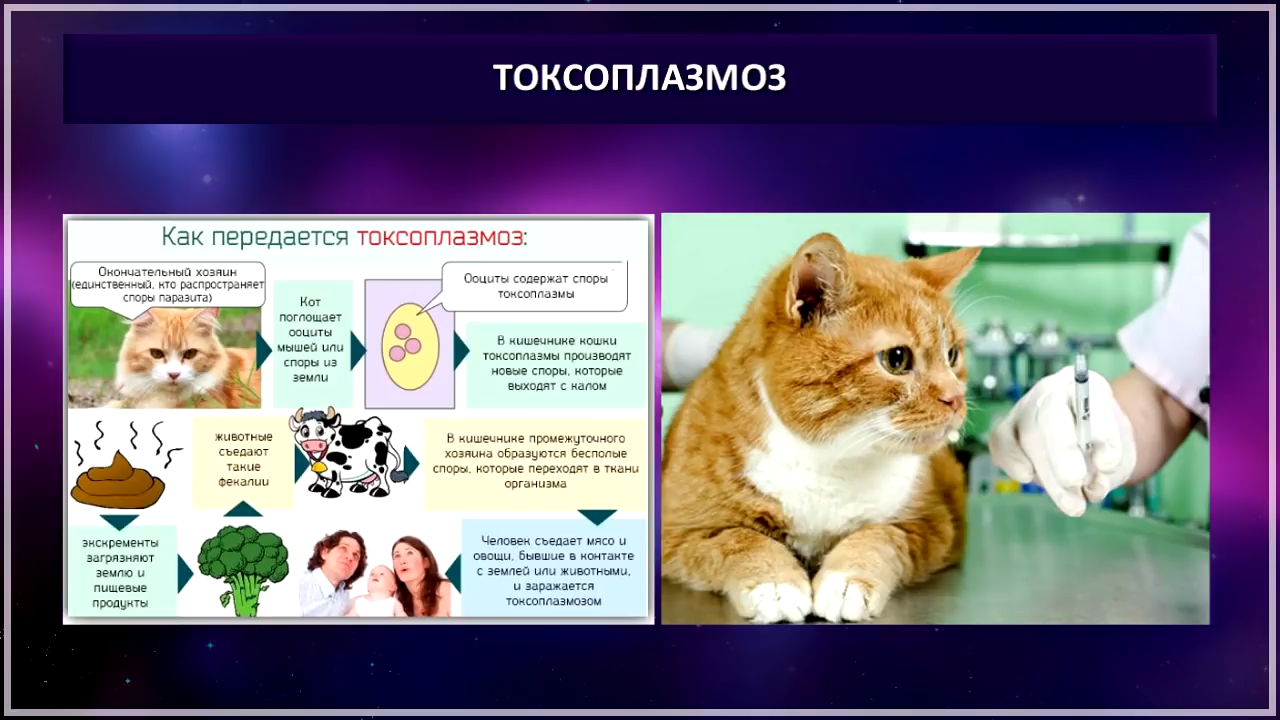 ТОКСОПЛАЗМОЗ
Как передается токсоплазмоз:
Окончательный хозяин
(единственный, кто распространяет
споры паразита)
Кот
поглощает
ооциты
мышей или
споры из
земли
Ооциты содержат споры
токсоплазмы
В кишечнике кошки
токсоплазмы производят
новые споры, которые
выходят с калом
экскременты
загрязняют
землю и
пищевые
продукты
животные
съедают
такие
фекалии
В кишечнике промежуточного
хозяина образуются бесполые
споры, которые переходят в ткани
организма
Человек съедает мясо и
овощи, бывшие в контакте
с землей или животными,
и заражается
токсоплазмозом